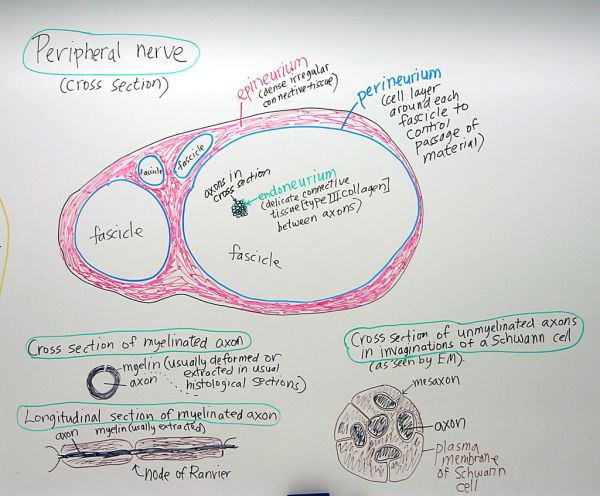 Peripheral nerve
(cross section)
epineurium
(dense irregular
connective tissue)
perineurium
(cell layer
around each
fascicle to
control
passage of
material)
fascicle
fascicle
axons in
cross section
endoneurium
(delicate connective
tissue [type III collagen]
between axons)
fascicle
fascicle
Cross section of myelinated axon
myelin (usually deformed or
extracted in usual
histological sections)
axon
Longitudinal section of myelinated axon
axon
myelin (usually extracted)
node of Ranvier
Cross section of unmyelinated axons
in invaginations of a Schwann cell
(as seen by EM).
mesaxon
axon
plasma
membrane
of Schwann
cell